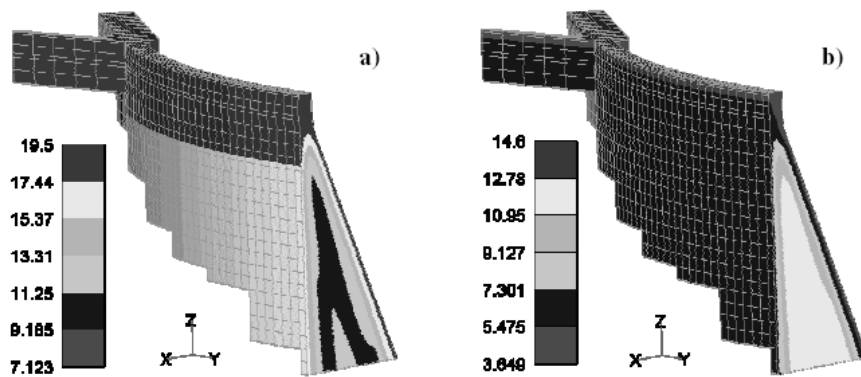 a)
19.5
17.44
15.37
13.31
11.25
9.185
7.123
Z
X Y
b)
14.6
12.78
10.95
9.127
7.301
5.475
3.649
Z
X Y